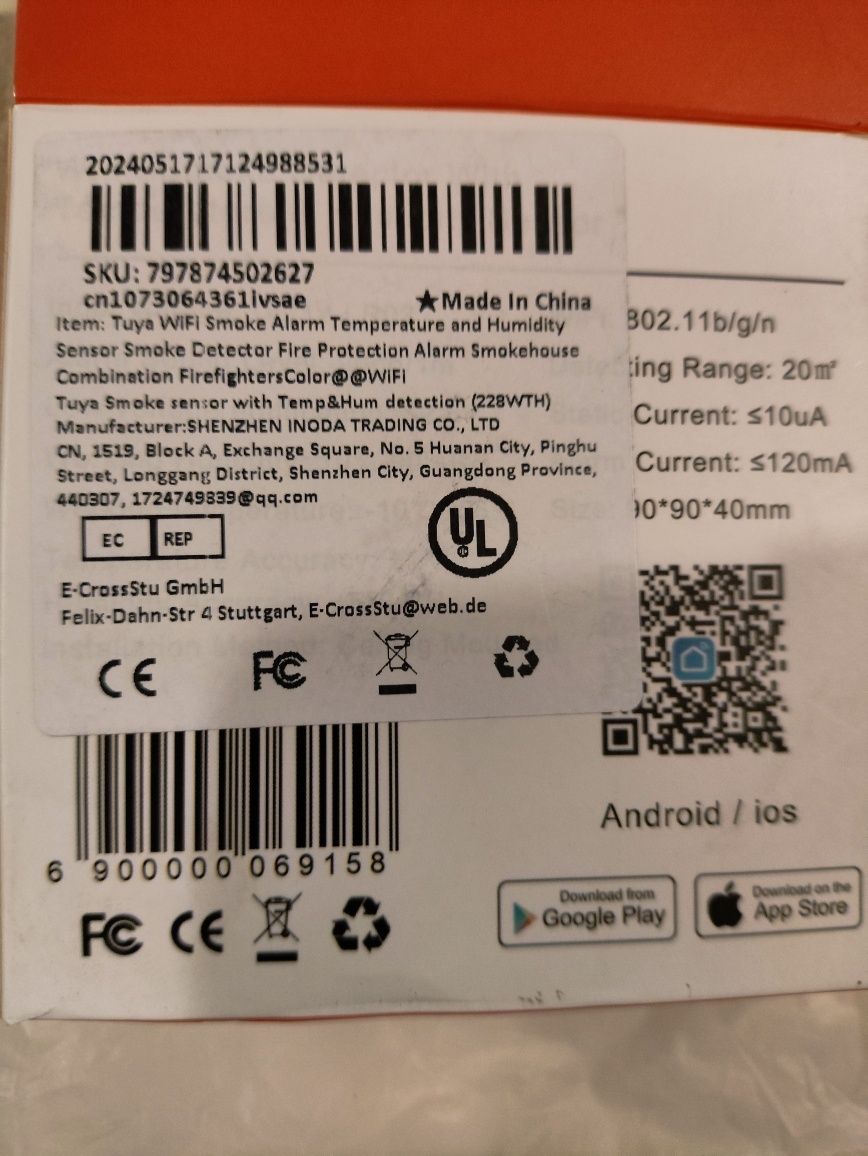 2024051717124988531
SKU: 797874502627
cn1073064361ivsae
★Made In China
Item: Tuya WiFi Smoke Alarm Temperature and Humidity
Sensor Smoke Detector Fire Protection Alarm Smokehouse
Combination FirefightersColor@@WiFi
Tuya Smoke sensor with Temp&Hum detection (228WTH)
Manufacturer:SHENZHEN INODA TRADING CO., LTD
CN, 1519, Block A, Exchange Square, No. 5 Huanan City, Pinghu
Street, Longgang District, Shenzhen City, Guangdong Province,
440307, 1724749839@qq.com
EC REP
UL
E-CrossStu GmbH
Felix-Dahn-Str 4 Stuttgart, E-CrossStu@web.de
CE FC
802.11b/g/n
Range: 20㎡
Current: ≤10uA
Current: ≤120mA
90*90*40mm
Android / ios
6 900000 069158
FC CE
Download from
Google Play
Download on the
App Store